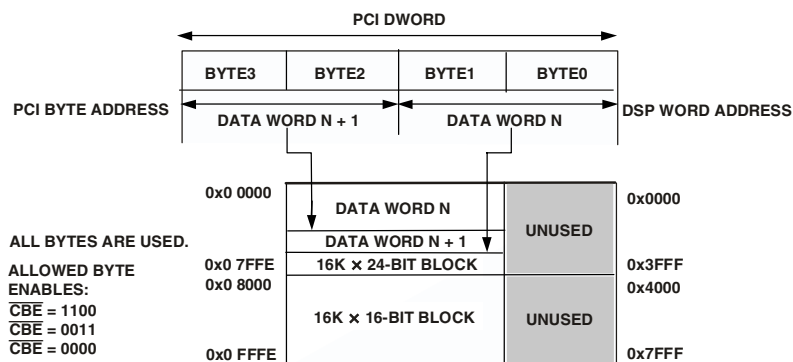 PCI DWORD
BYTE3 BYTE2 BYTE1 BYTE0
PCI BYTE ADDRESS
DATA WORD N + 1 DATA WORD N
DSP WORD ADDRESS
0x0 0000
DATA WORD N
UNUSED
0x0000
ALL BYTES ARE USED.
DATA WORD N + 1
0x0 7FFE
16K × 24-BIT BLOCK
0x3FFF
ALLOWED BYTE
ENABLES:
CBE = 1100
CBE = 0011
CBE = 0000
0x0 8000
0x4000
16K × 16-BIT BLOCK
UNUSED
0x0 FFFE
0x7FFF